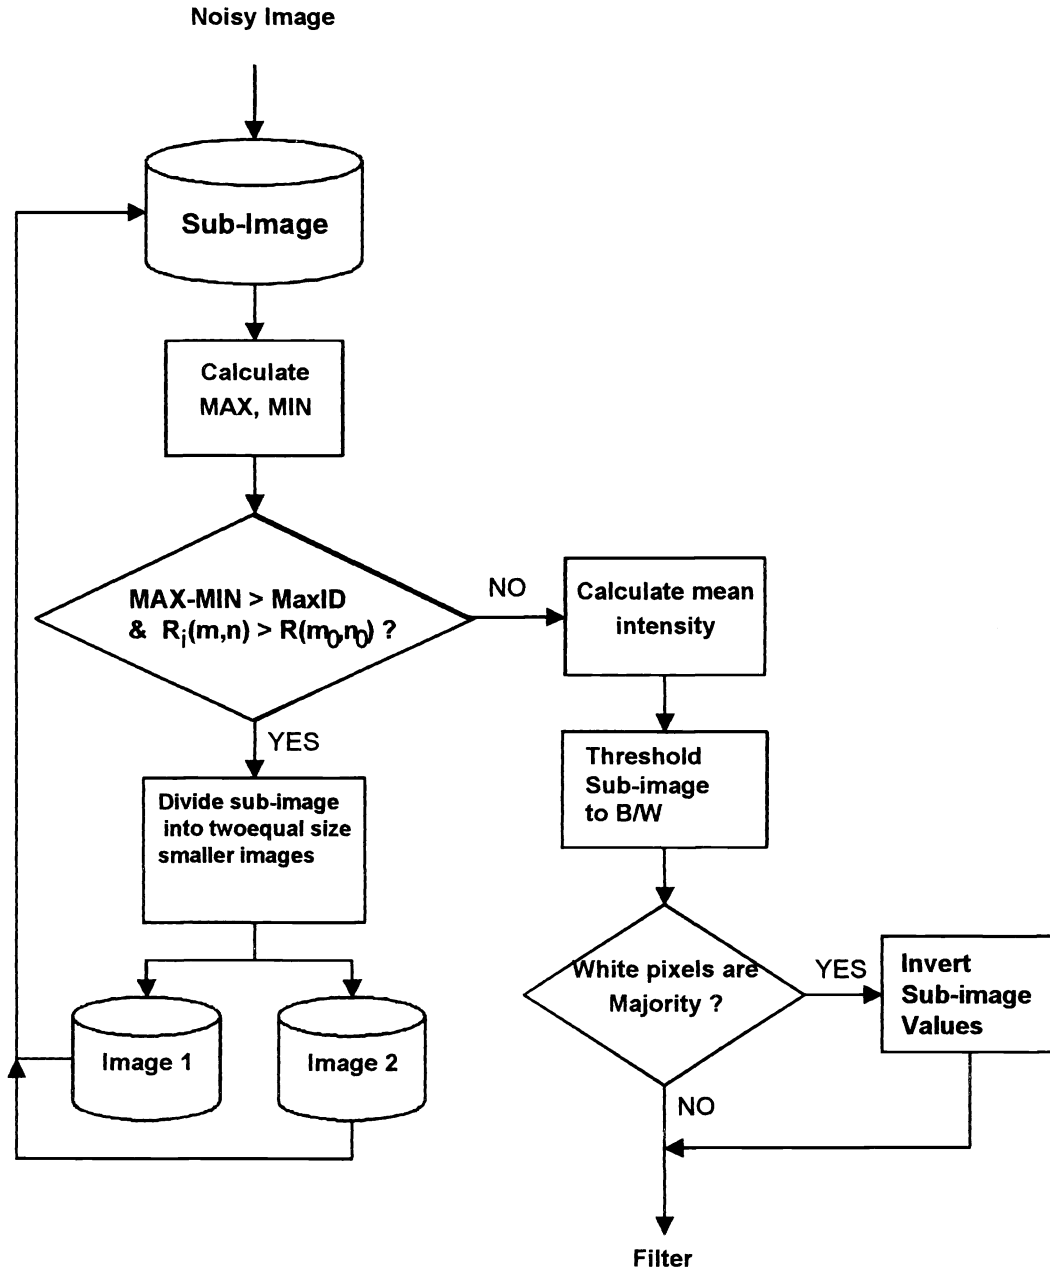 Noisy Image
Sub-Image
Calculate
MAX, MIN
MAX-MIN > MaxID
& Ri(m,n) > R(m0,n0) ?
NO
Calculate mean
intensity
YES
Threshold
Sub-image
to B/W
Divide sub-image
into twoequal size
smaller images
White pixels are
Majority ?
YES
Invert
Sub-image
Values
Image 1
Image 2
NO
Filter